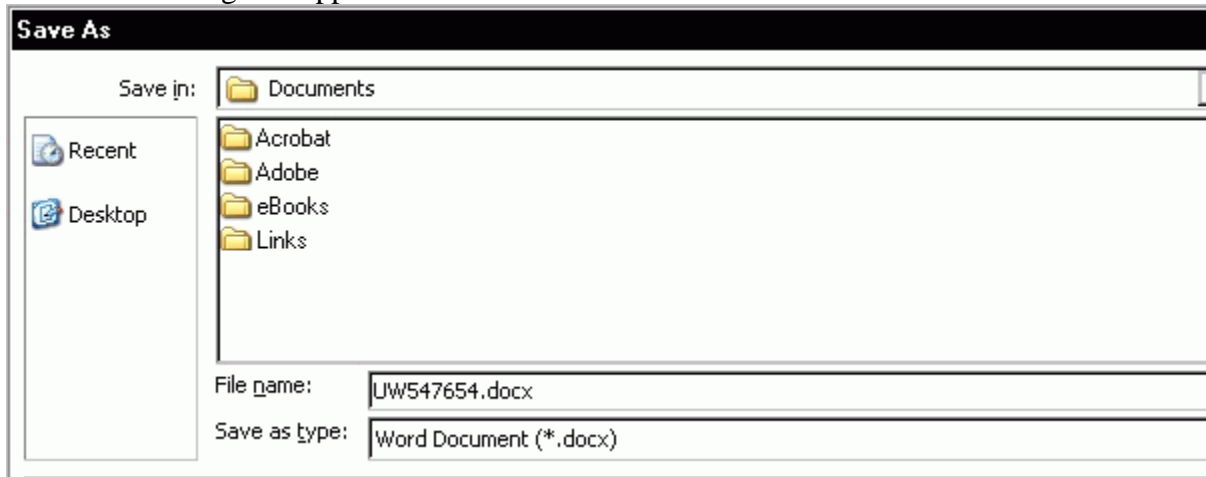 Save As
Save in: Documents
Recent
Desktop
Acrobat
Adobe
eBooks
Links
File name: UW547654.docx
Save as type: Word Document (*.docx)